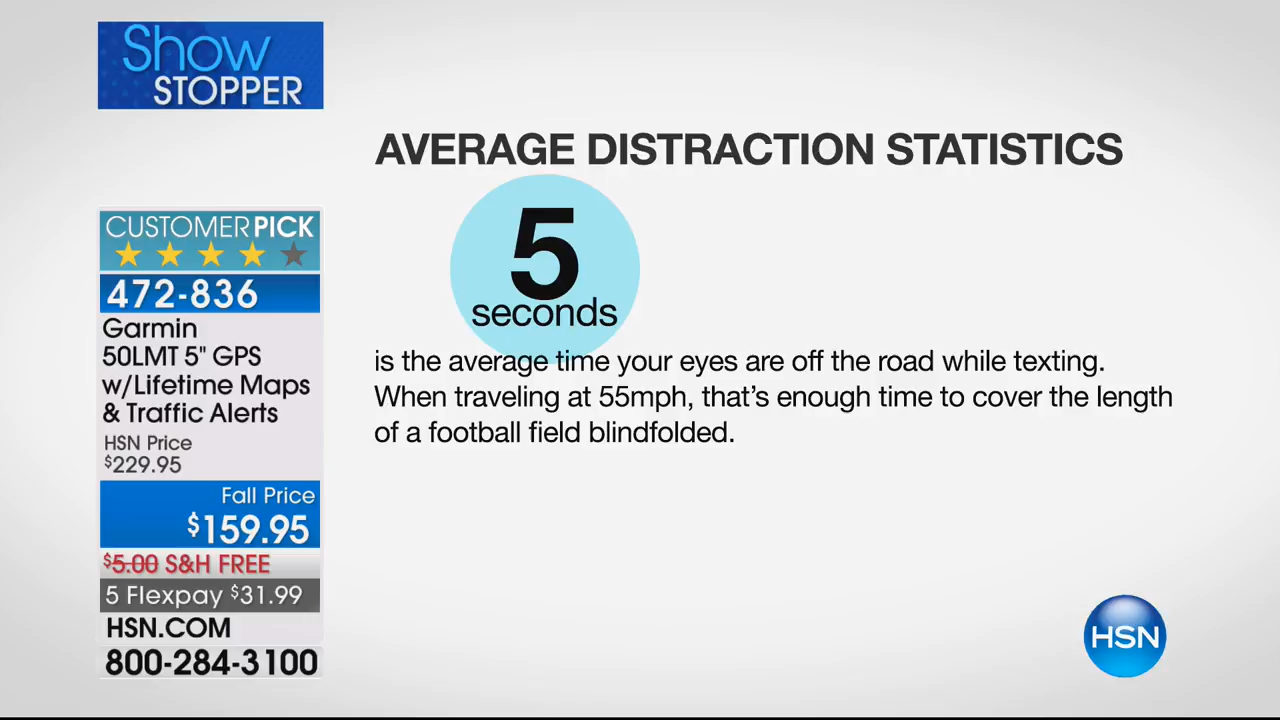 Show
STOPPER
AVERAGE DISTRACTION STATISTICS
5
seconds
is the average time your eyes are off the road while texting.
When traveling at 55mph, that's enough time to cover the length
of a football field blindfolded.
CUSTOMER PICK
472-836
Garmin
50LMT 5" GPS
w/Lifetime Maps
& Traffic Alerts
HSN Price
$229.95
Fall Price
$159.95
$5.00 S&H FREE
5 Flexpay $31.99
HSN.COM
800-284-3100
HSN